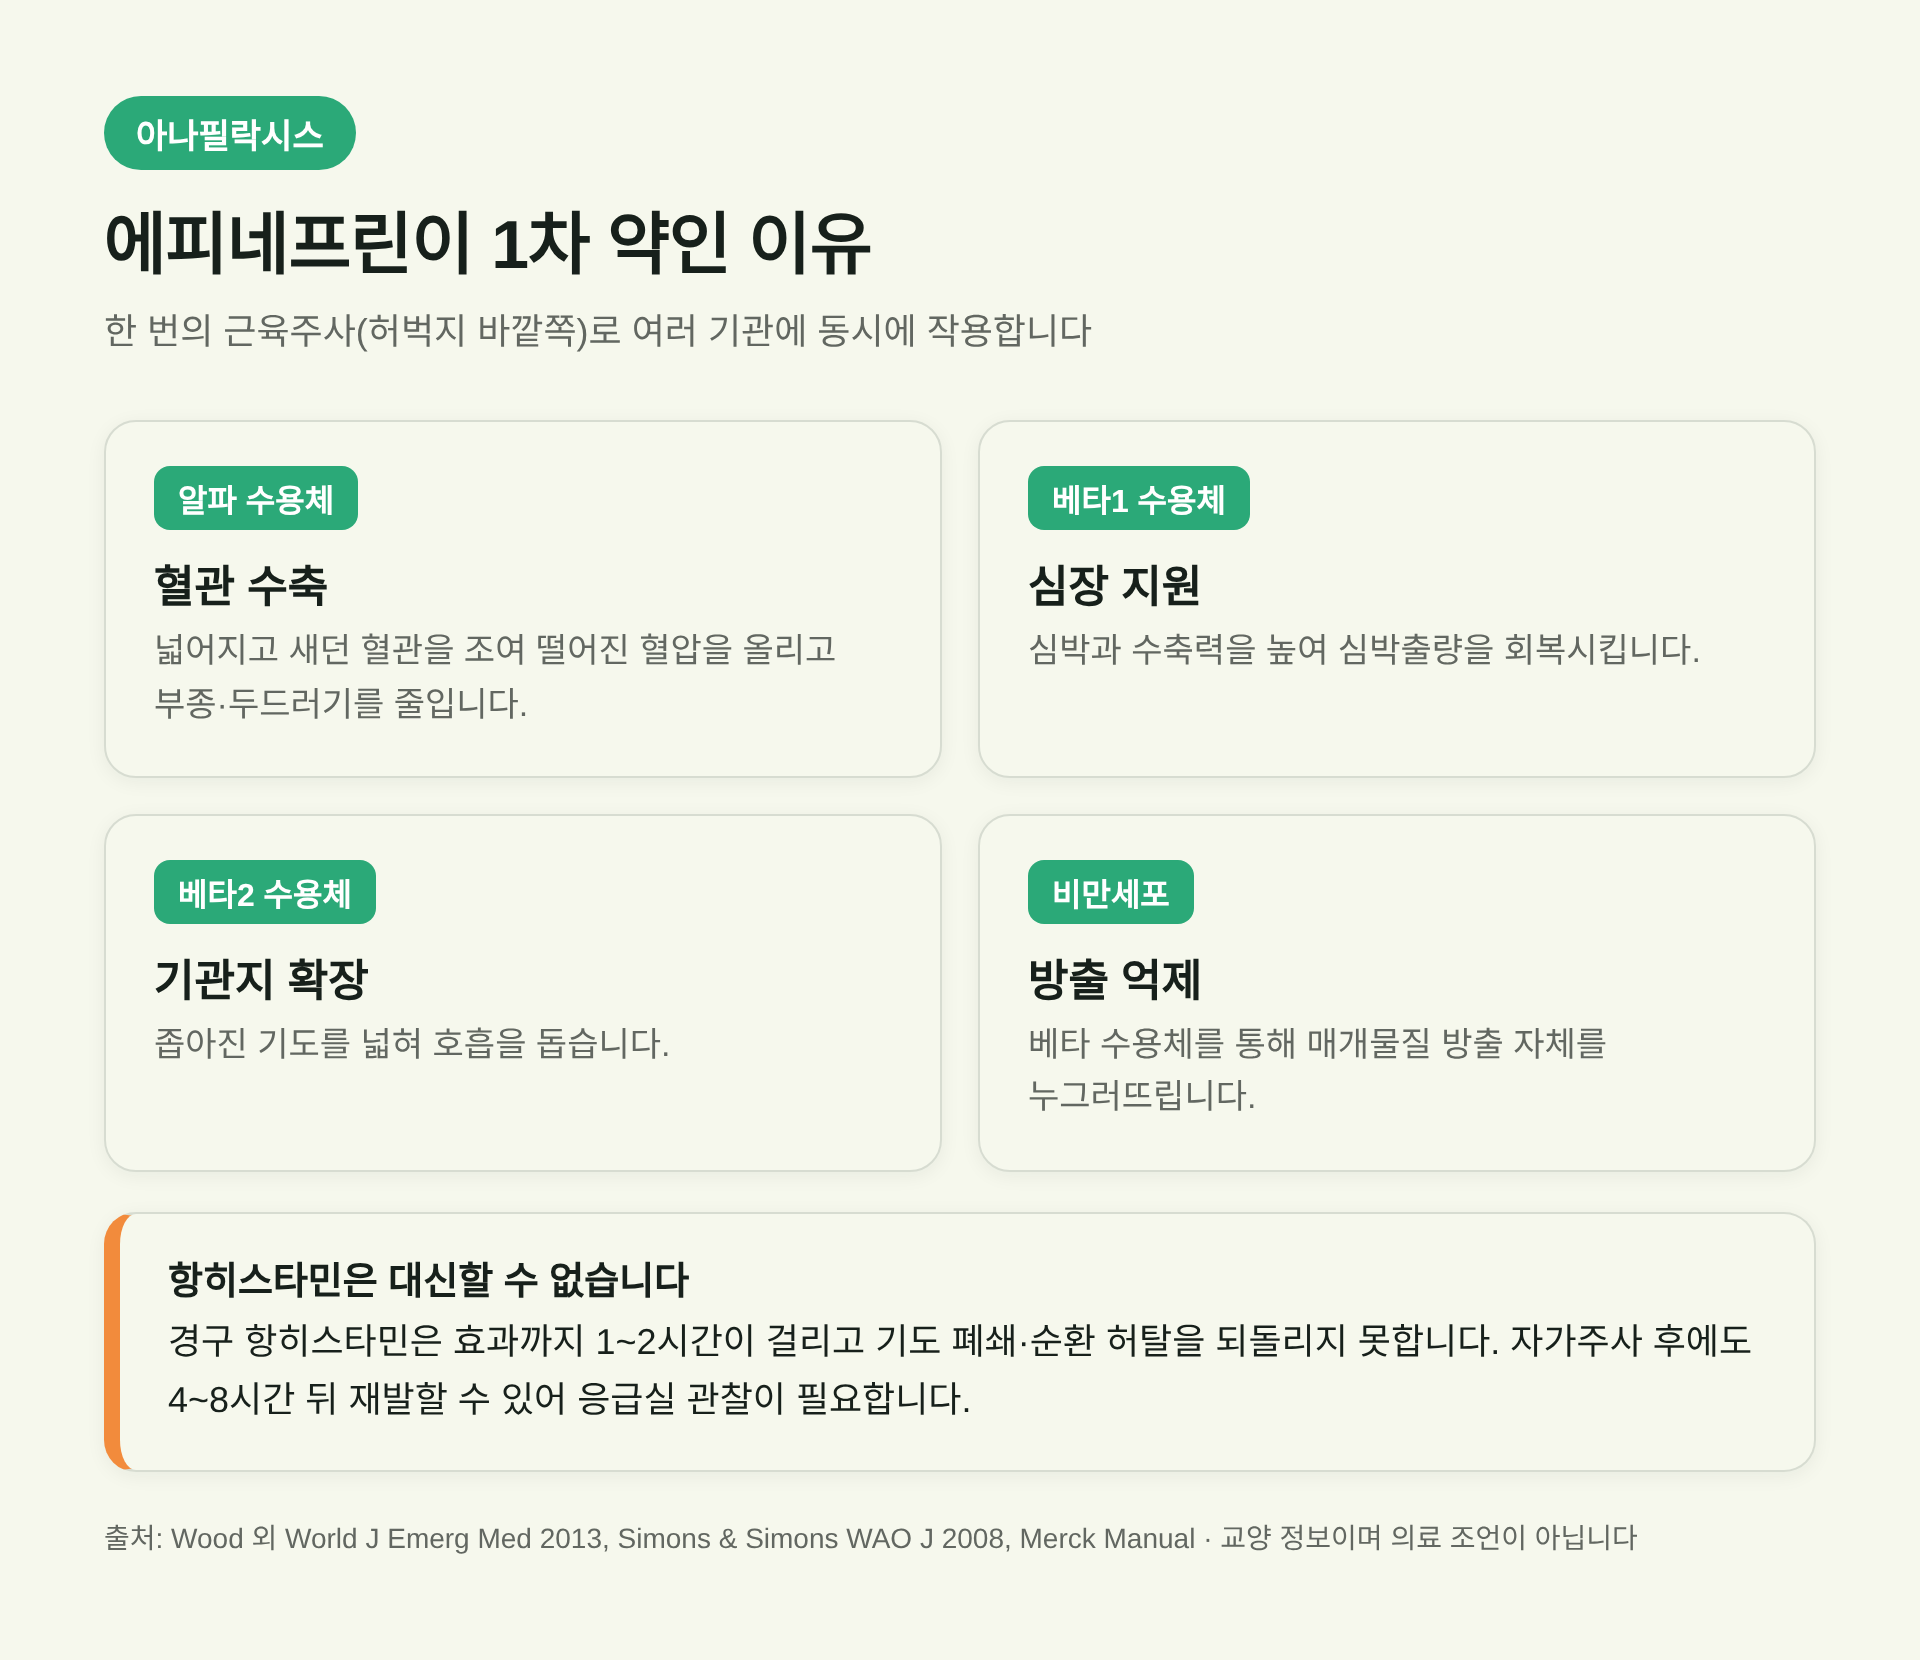 아나필락시스
에피네프린이 1차 약인 이유
한 번의 근육주사(허벅지 바깥쪽)로 여러 기관에 동시에 작용합니다
알파 수용체
혈관 수축
넓어지고 새던 혈관을 조여 떨어진 혈압을 올리고
부종·두드러기를 줄입니다.
베타1 수용체
심장 지원
심박과 수축력을 높여 심박출량을 회복시킵니다.
베타2 수용체
기관지 확장
좁아진 기도를 넓혀 호흡을 돕습니다.
비만세포
방출 억제
베타 수용체를 통해 매개물질 방출 자체를
누그러뜨립니다.
항히스타민은 대신할 수 없습니다
경구 항히스타민은 효과까지 1~2시간이 걸리고 기도 폐쇄·순환 허탈을 되돌리지 못합니다. 자가주사 후에도
4~8시간 뒤 재발할 수 있어 응급실 관찰이 필요합니다.
출처: Wood 외 World J Emerg Med 2013, Simons & Simons WAO J 2008, Merck Manual · 교양 정보이며 의료 조언이 아닙니다